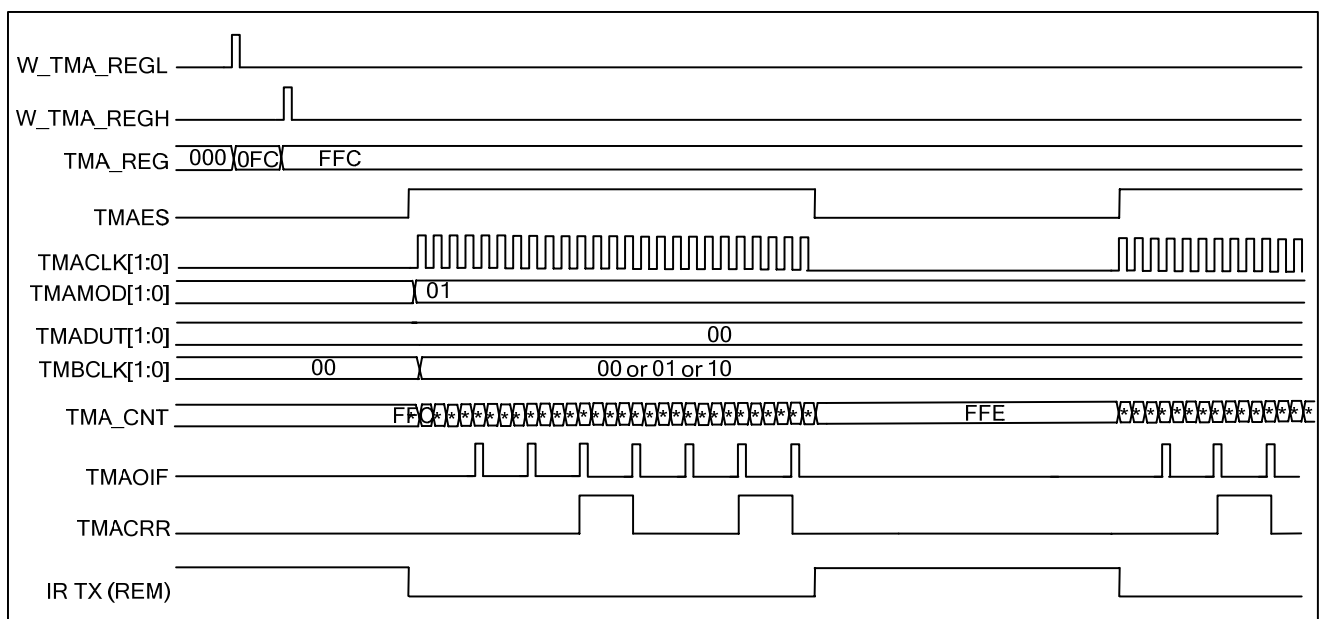 W_TMA_REGL
W_TMA_REGH
TMA_REG 000 0FC FFC
TMAES
TMACLK[1:0]
TMAMOD[1:0] 01
TMADUT[1:0] 00
TMBCLK[1:0] 00 00 or 01 or 10
TMA_CNT FFC ***************************** FFE ***************
TMAOIF
TMACRR
IR TX (REM)